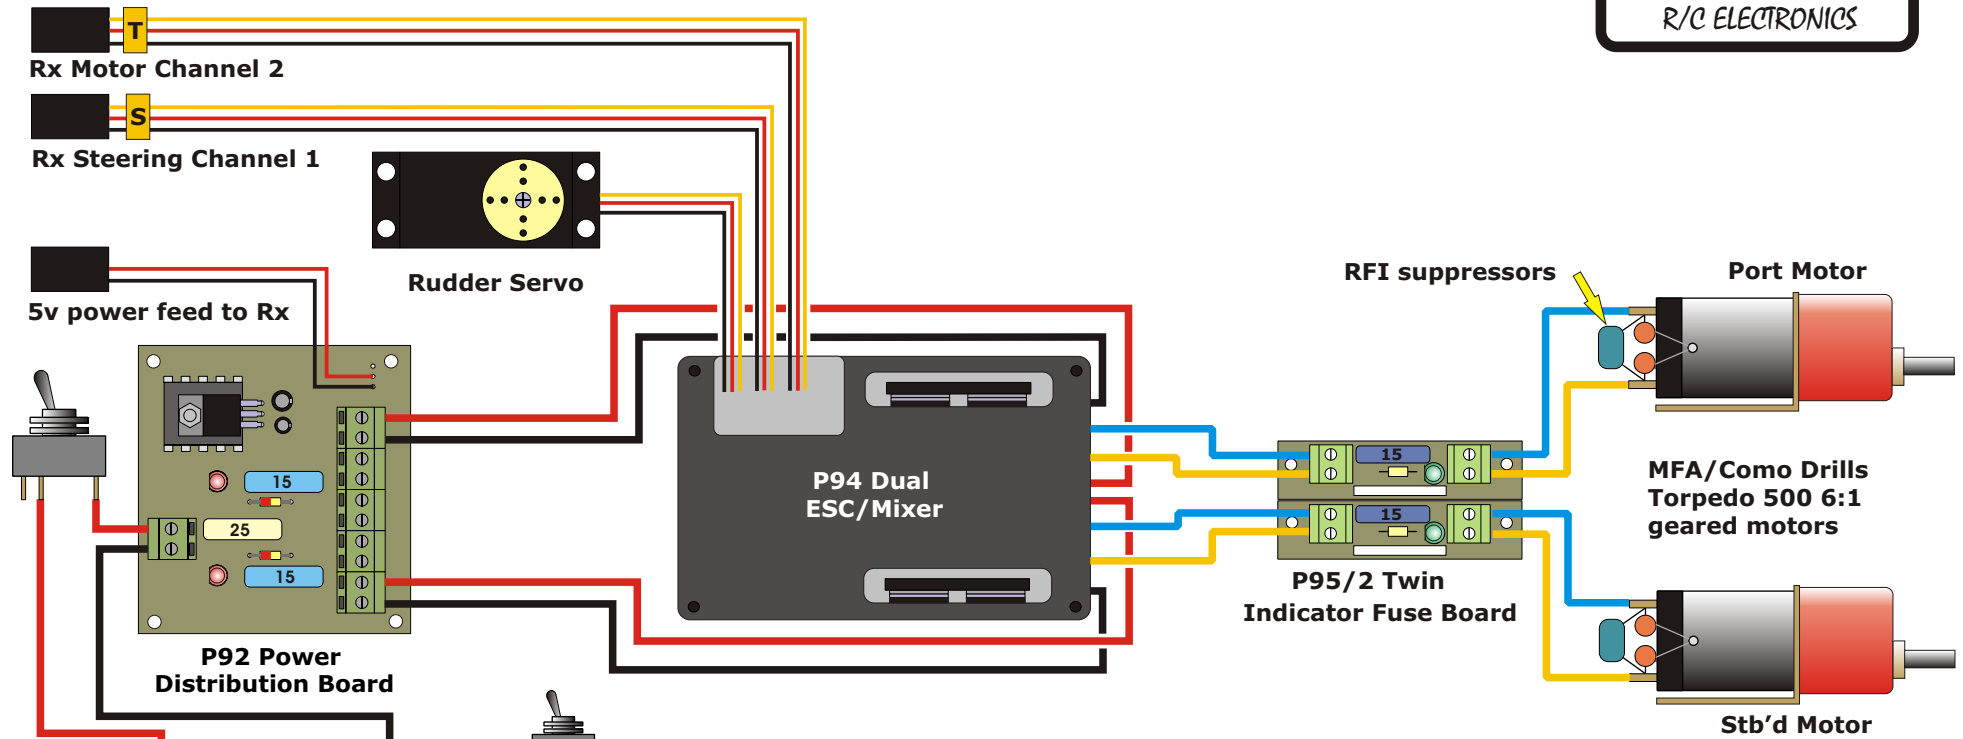 R/C ELECTRONICS
T
Rx Motor Channel 2
S
Rx Steering Channel 1
Rudder Servo
5v power feed to Rx
RFI suppressors
Port Motor
P94 Dual
ESC/Mixer
15
25
15
15
15
MFA/Como Drills
Torpedo 500 6:1
geared motors
P95/2 Twin
Indicator Fuse Board
P92 Power
Distribution Board
Stb'd Motor